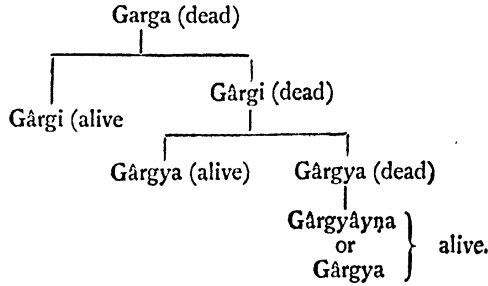 Garga (dead)
Gârgi (dead)
Gârgi (alive
Gârgya (alive) Gârgya (dead)
Gârgyâyṇa
or
alive.
Gârgya